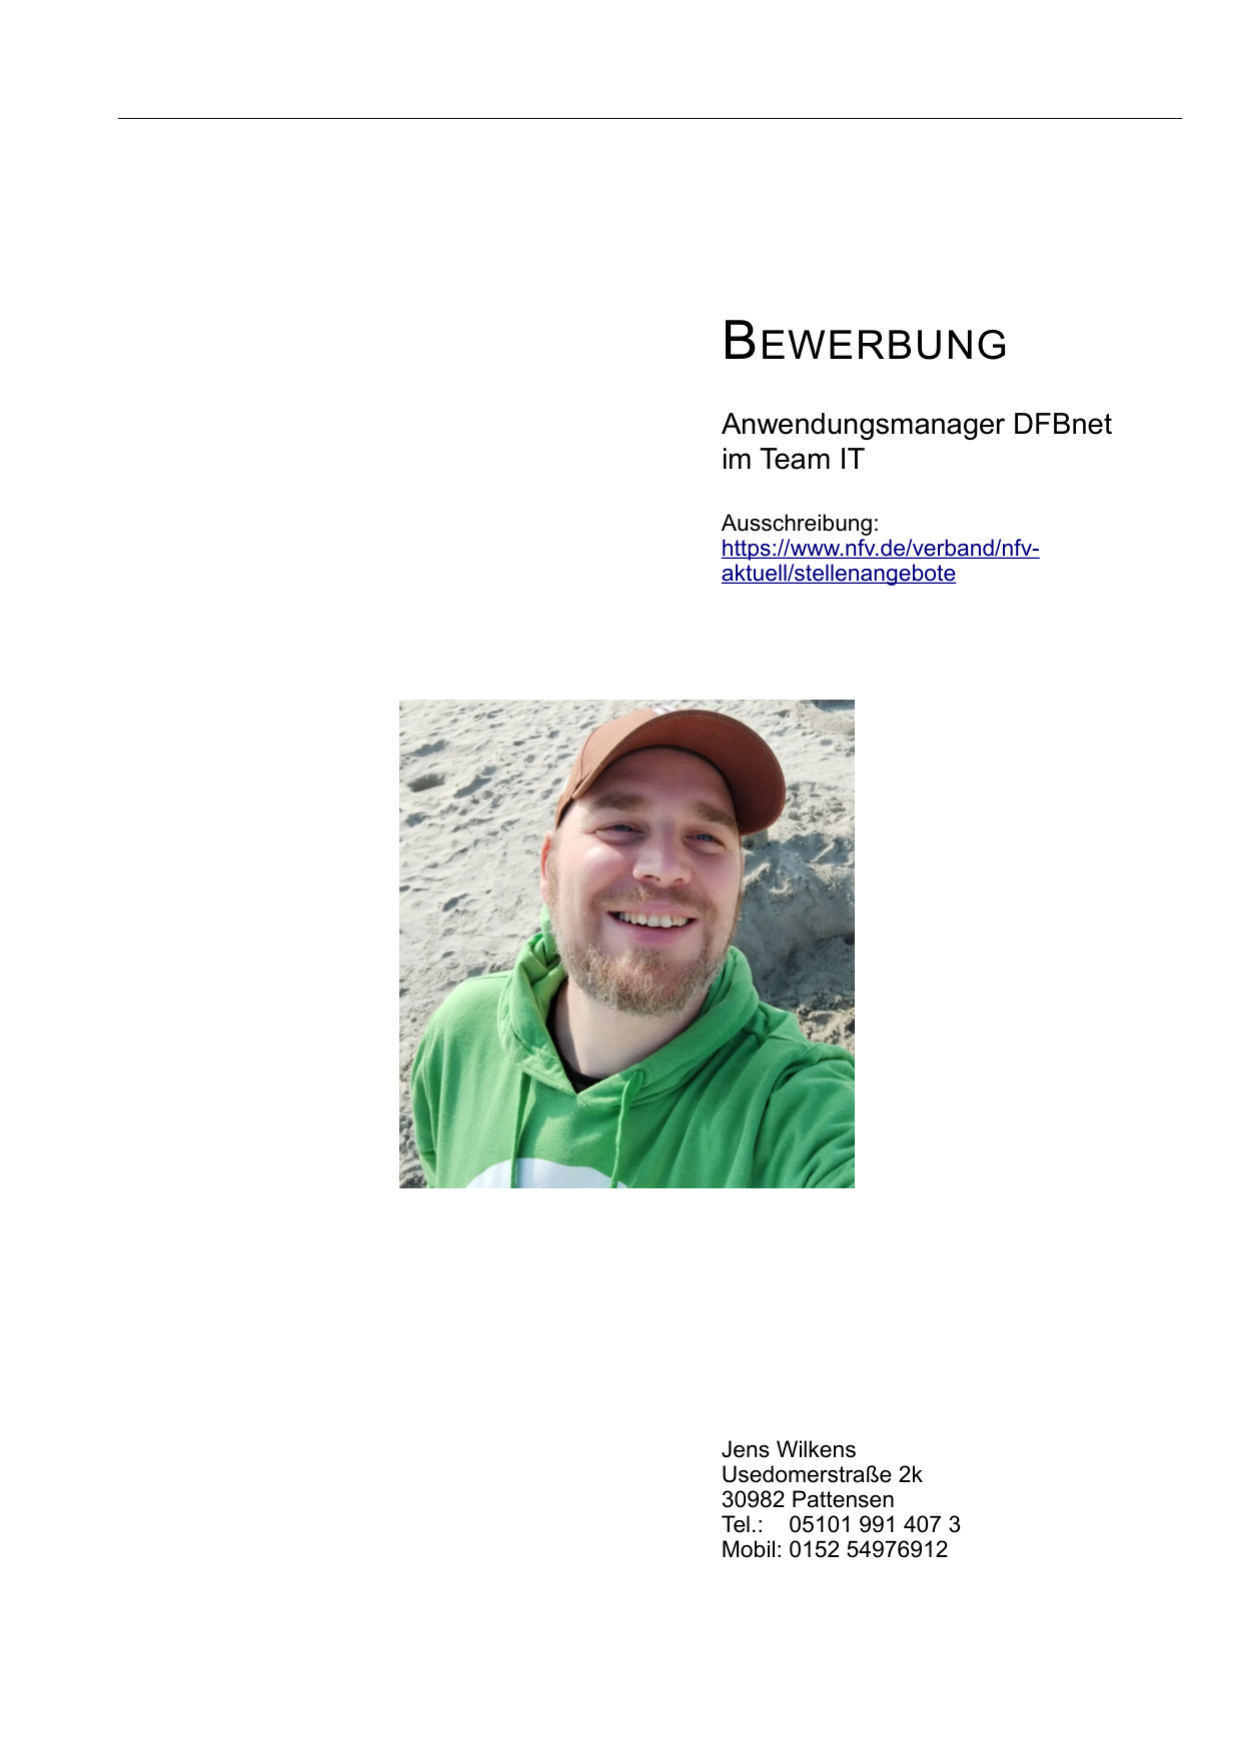 BEWERBUNG
Anwendungsmanager DFBnet
im Team IT
Ausschreibung:
https://www.nfv.de/verband/nfv-
aktuell/stellenangebote
Jens Wilkens
Usedomerstraße 2k
30982 Pattensen
Tel.: 05101 991 407 3
Mobil: 0152 54976912